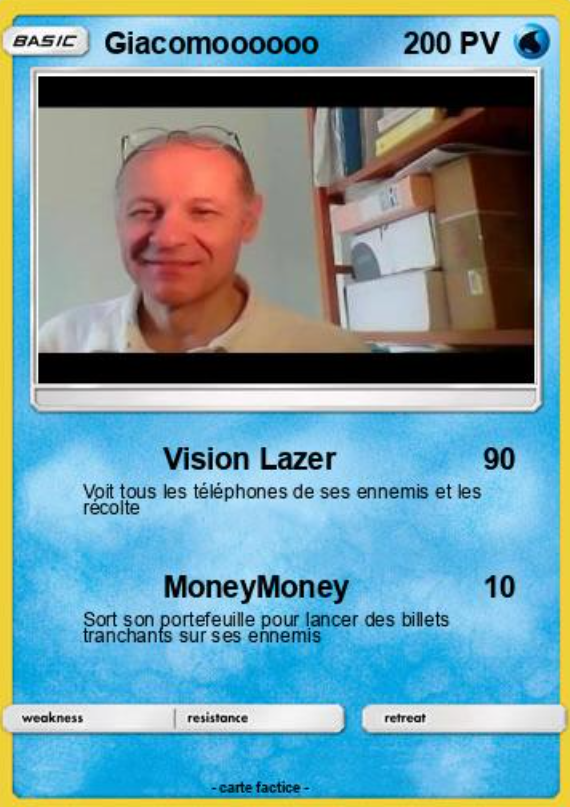 BASIC Giacomoooooo 200 PV
Vision Lazer 90
Voit tous les téléphones de ses ennemis et les
récolte
MoneyMoney 10
Sort son portefeuille pour lancer des billets
tranchants sur ses ennemis
weakness resistance retreat
- carte factice -